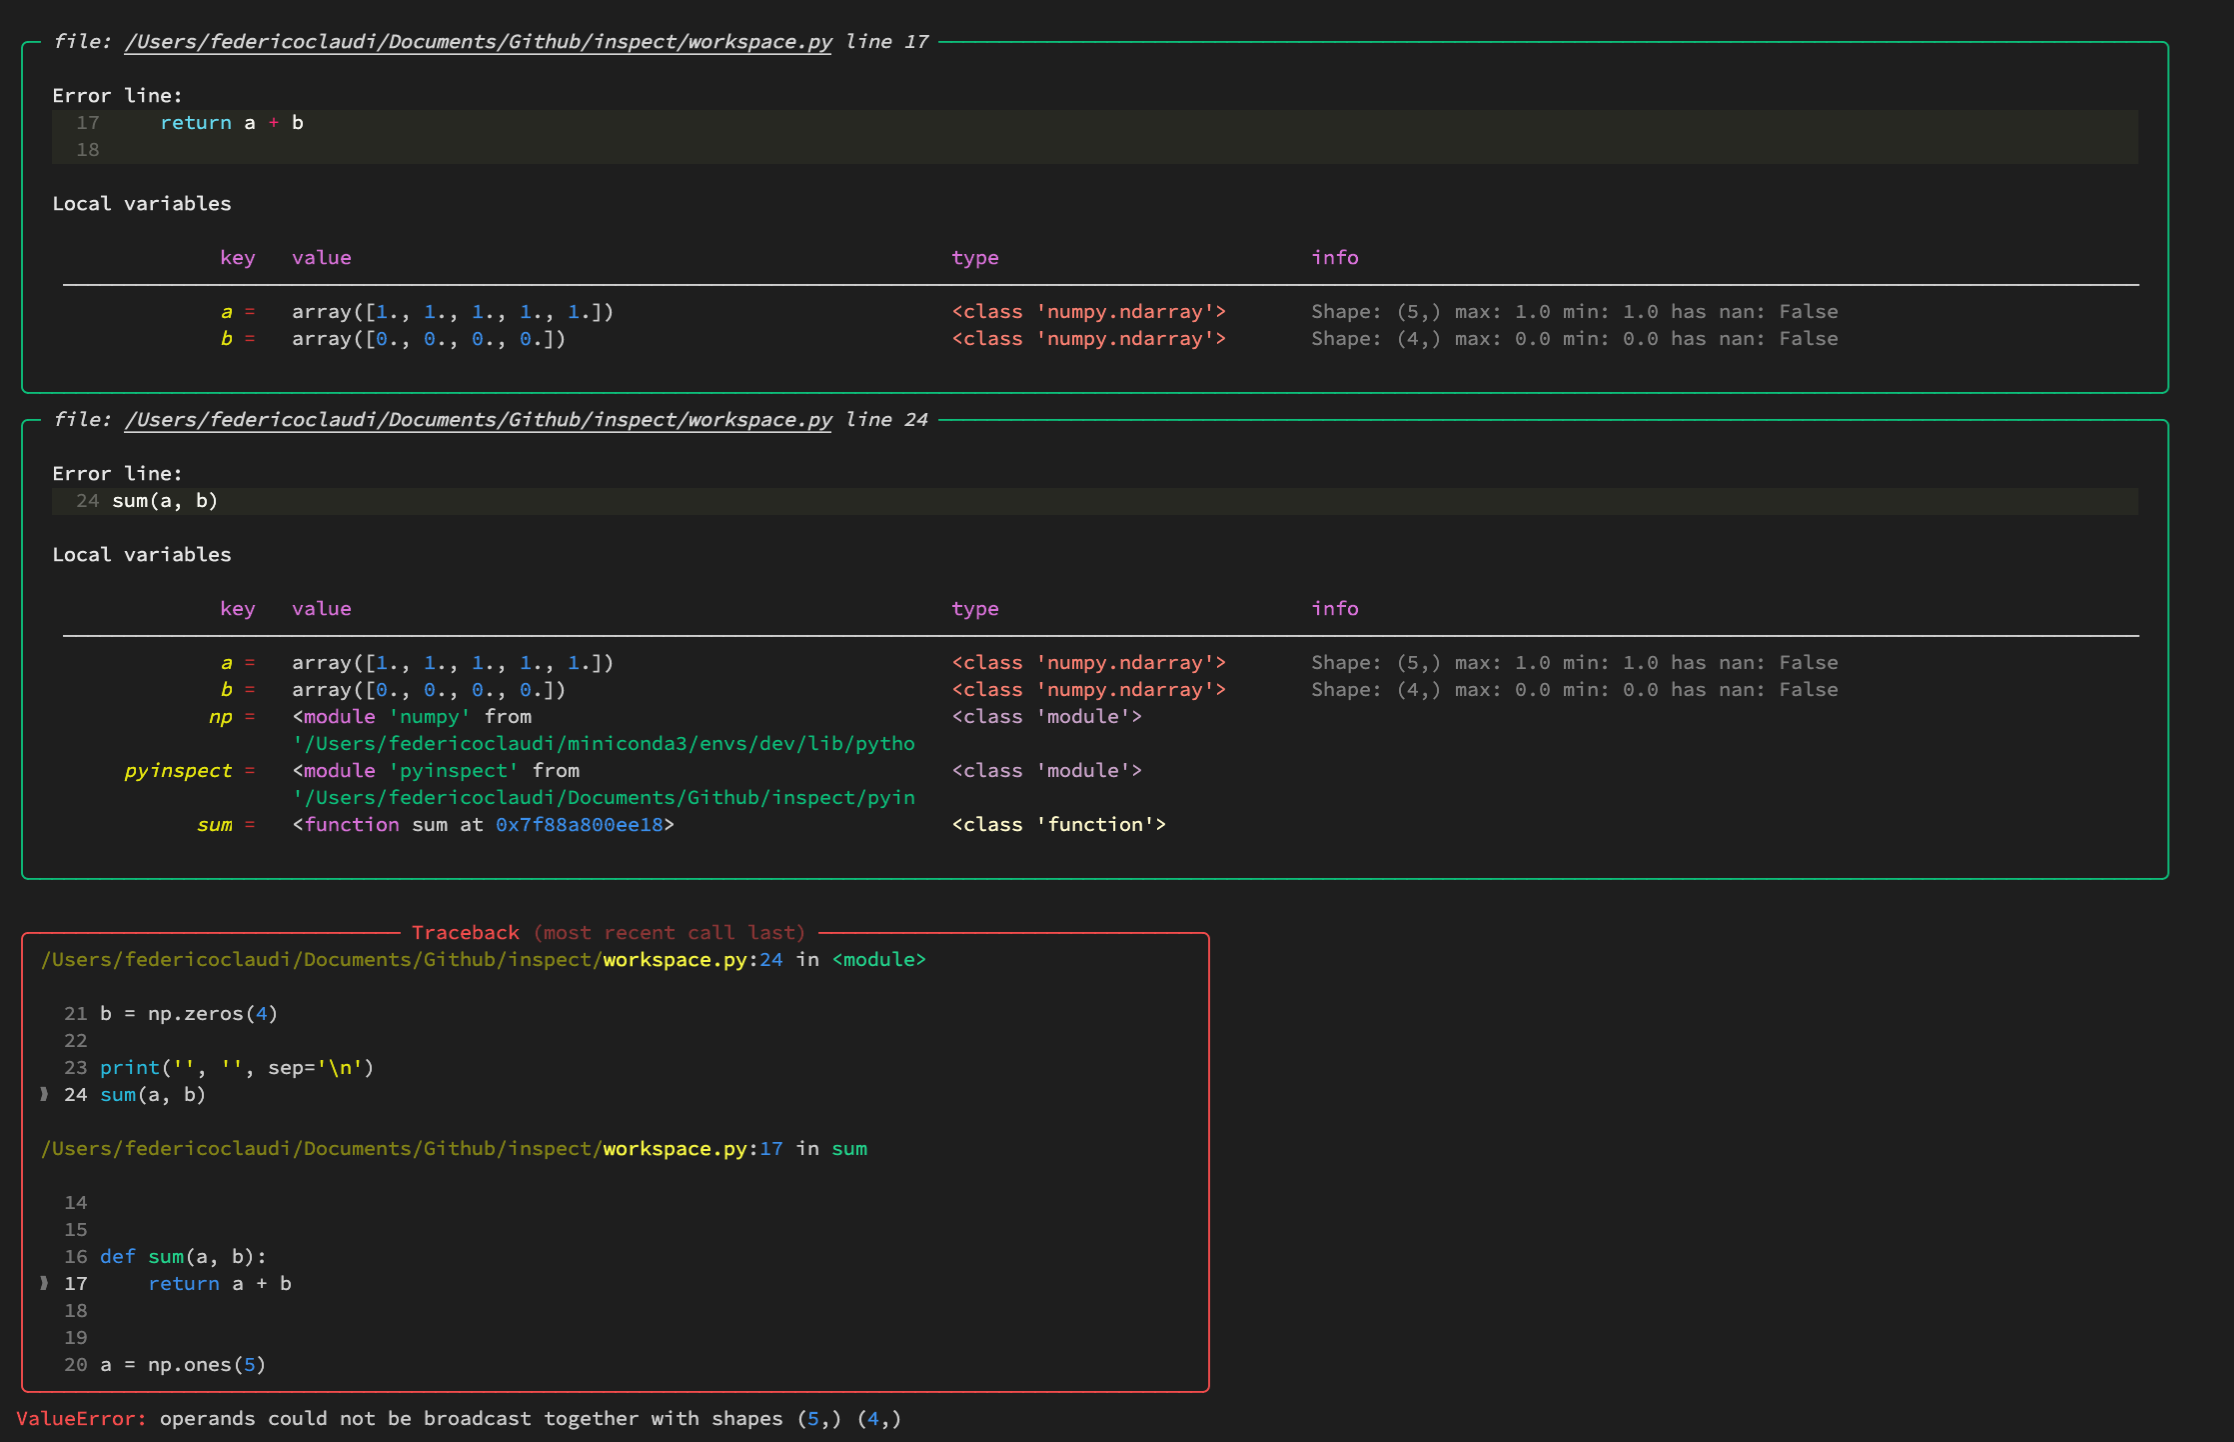 file: /Users/federicoclaudi/Documents/Github/inspect/workspace.py line 17
Error line:
17     return a + b
18
Local variables
key value type info
a = array([1., 1., 1., 1., 1.]) <class 'numpy.ndarray'> Shape: (5,) max: 1.0 min: 1.0 has nan: False
b = array([0., 0., 0., 0.]) <class 'numpy.ndarray'> Shape: (4,) max: 0.0 min: 0.0 has nan: False
file: /Users/federicoclaudi/Documents/Github/inspect/workspace.py line 24
Error line:
24 sum(a, b)
Local variables
key value type info
a = array([1., 1., 1., 1., 1.]) <class 'numpy.ndarray'> Shape: (5,) max: 1.0 min: 1.0 has nan: False
b = array([0., 0., 0., 0.]) <class 'numpy.ndarray'> Shape: (4,) max: 0.0 min: 0.0 has nan: False
np = <module 'numpy' from <class 'module'>
'/Users/federicoclaudi/miniconda3/envs/dev/lib/pytho
pyinspect = <module 'pyinspect' from <class 'module'>
'/Users/federicoclaudi/Documents/Github/inspect/pyin
sum = <function sum at 0x7f88a800ee18> <class 'function'>
Traceback (most recent call last)
/Users/federicoclaudi/Documents/Github/inspect/workspace.py:24 in <module>
21 b = np.zeros(4)
22
23 print('', '', sep='\n')
❱ 24 sum(a, b)
/Users/federicoclaudi/Documents/Github/inspect/workspace.py:17 in sum
14
15
16 def sum(a, b):
❱ 17     return a + b
18
19
20 a = np.ones(5)
ValueError: operands could not be broadcast together with shapes (5,) (4,)